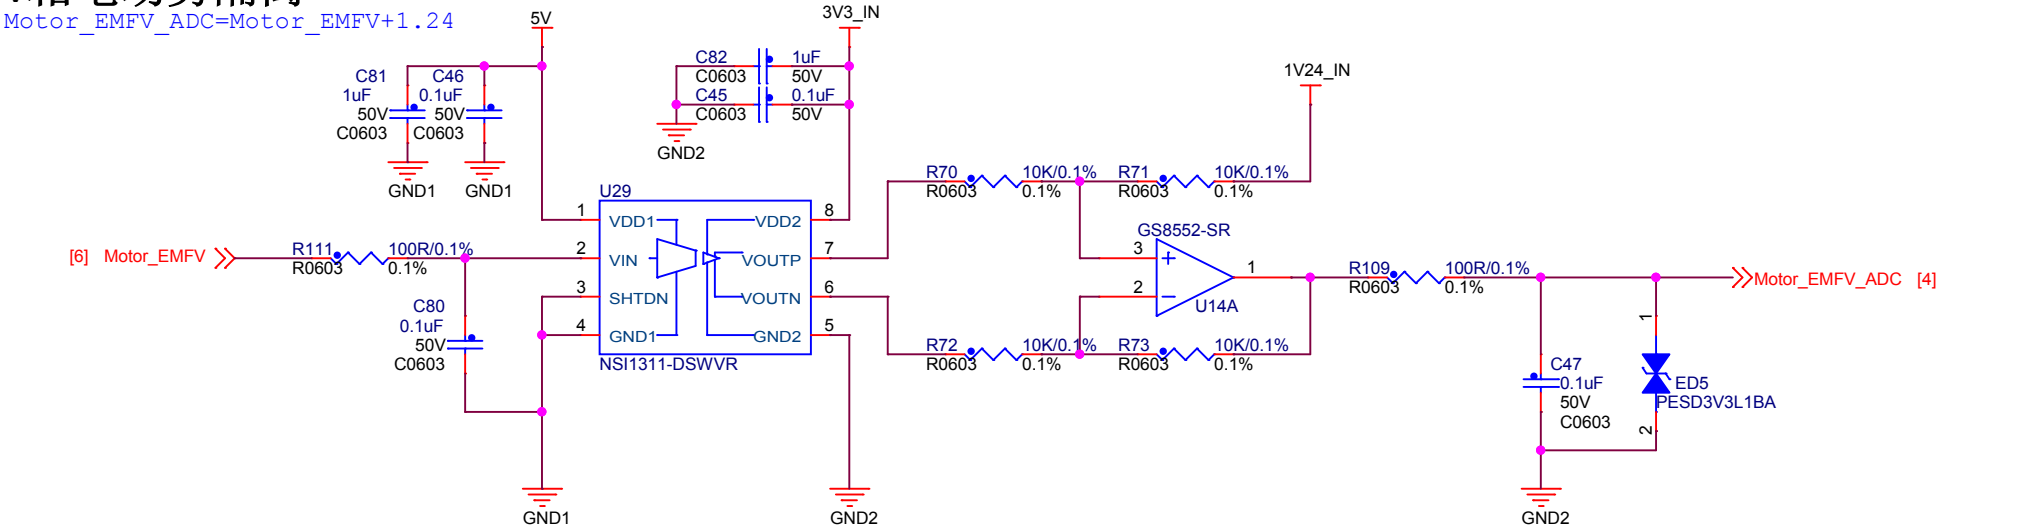 Motor_EMFV_ADC=Motor_EMFV+1.24
5V
3V3_IN
C81
1uF
50V
C0603
C46
0.1uF
50V
C0603
GND1
GND1
C82
C0603
1uF
50V
C45
C0603
0.1uF
50V
GND2
1V24_IN
R70
R0603
10K/0.1%
0.1%
R71
R0603
10K/0.1%
0.1%
U29
1
VDD1
VDD2
8
2
VIN
VOUTP
7
3
SHTDN
VOUTN
6
4
GND1
GND2
5
NSI1311-DSWVR
[6] Motor_EMFV
R111
R0603
100R/0.1%
0.1%
C80
0.1uF
50V
C0603
GS8552-SR
3
2
1
U14A
R109
R0603
100R/0.1%
0.1%
Motor_EMFV_ADC [4]
R72
R0603
10K/0.1%
0.1%
R73
R0603
10K/0.1%
0.1%
C47
0.1uF
50V
C0603
1
ED5
PESD3V3L1BA
2
GND1
GND2
GND2